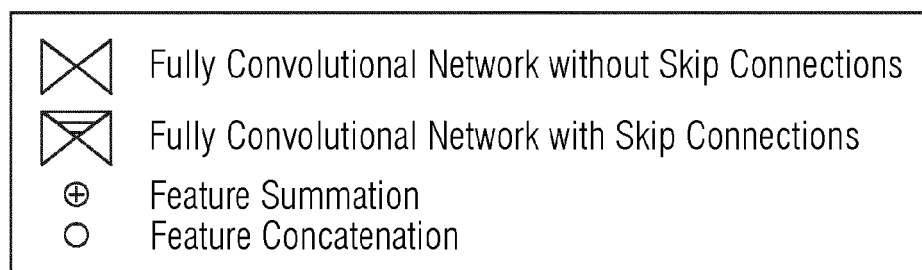 Fully Convolutional Network without Skip Connections
Fully Convolutional Network with Skip Connections
Feature Summation
Feature Concatenation